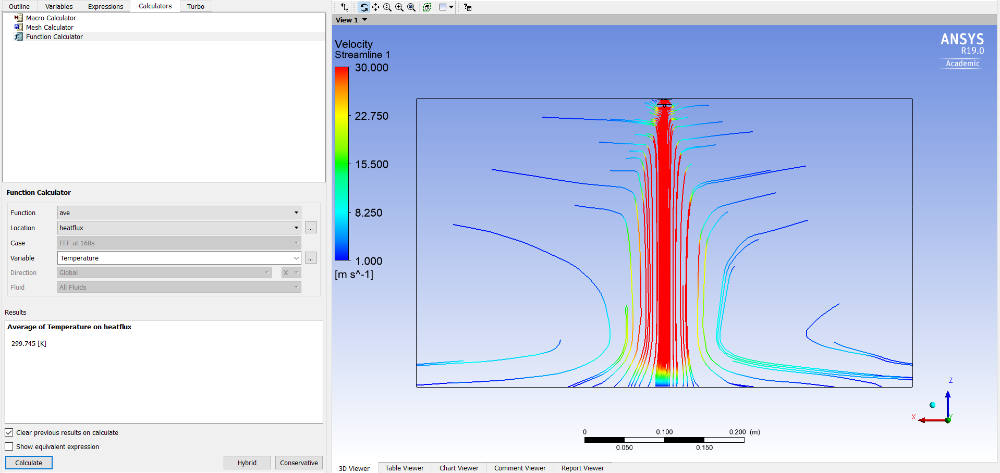 Outline Variables Expressions Calculators Turbo
Macro Calculator
Mesh Calculator
Function Calculator
Function Calculator
Function ave
Location heatflux ...
Case FFF at 168s
Variable Temperature ...
Direction Global X
Fluid All Fluids
Results
Average of Temperature on heatflux
299.745 [K]
Clear previous results on calculate
Show equivalent expression
Calculate Hybrid Conservative
View 1
Velocity
Streamline 1
30.000
22.750
15.500
8.250
1.000
[m s^-1]
ANSYS
R19.0
Academic
Z
X Y
0 0.100 0.200 (m)
0.050 0.150
3D Viewer Table Viewer Chart Viewer Comment Viewer Report Viewer